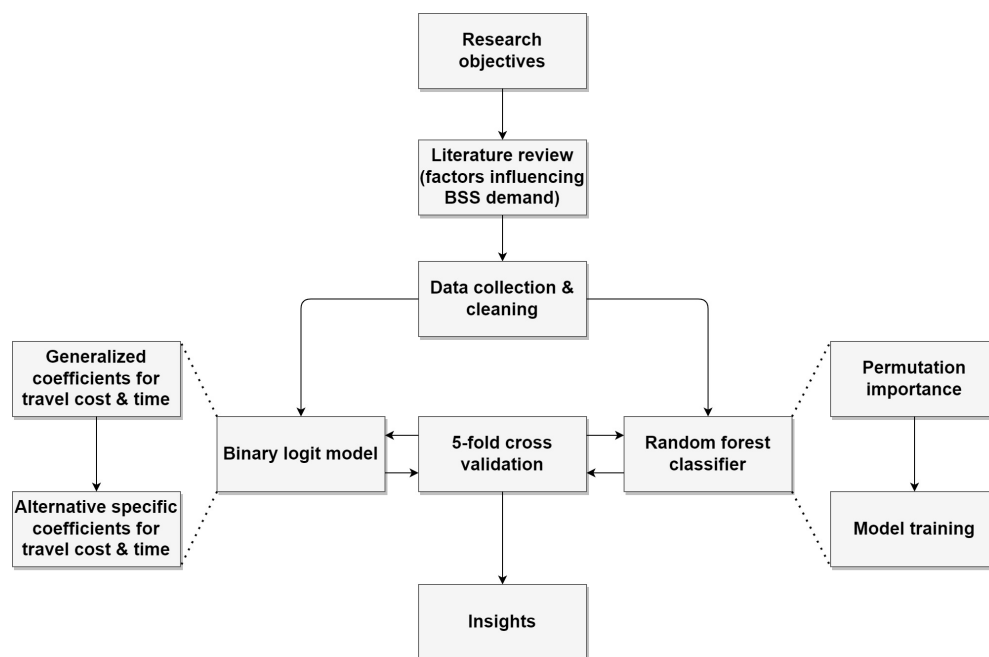 Research
objectives
Literature review
(factors influencing
BSS demand)
Data collection &
cleaning
Generalized
coefficients for
travel cost & time
Permutation
importance
Binary logit model
5-fold cross
validation
Random forest
classifier
Alternative specific
coefficients for
travel cost & time
Model training
Insights